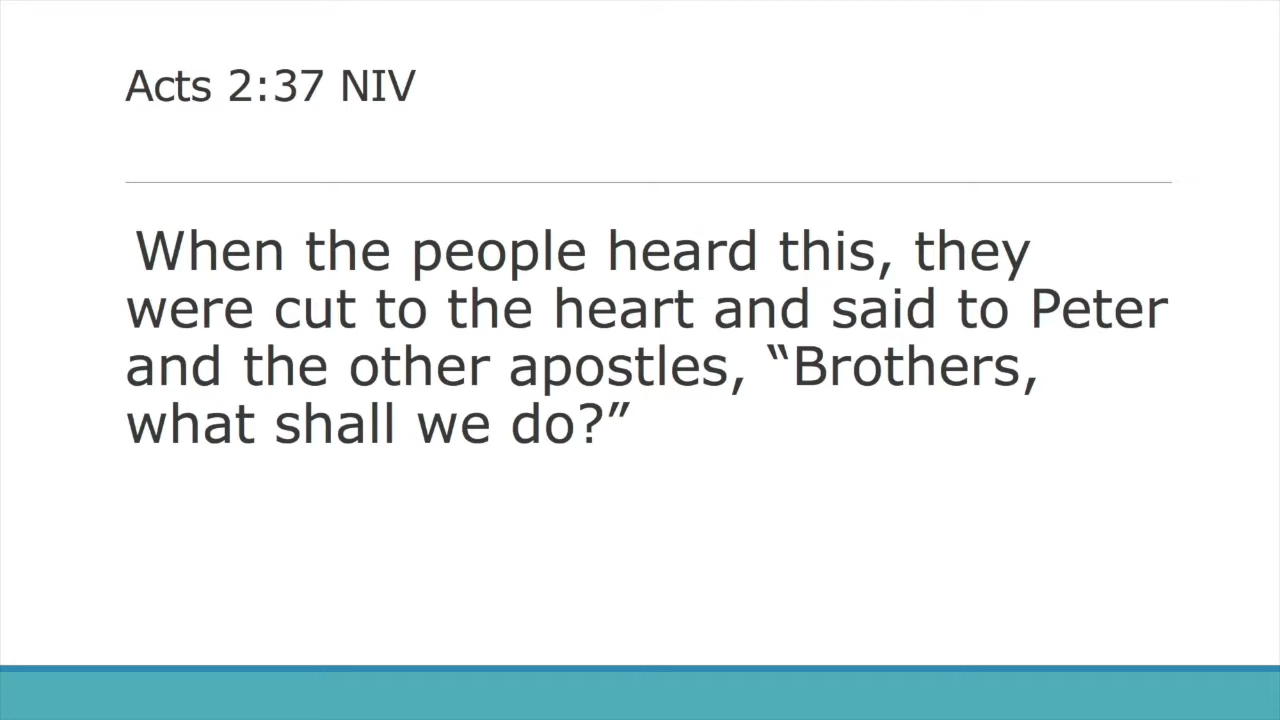 Acts 2:37 NIV
When the people heard this, they
were cut to the heart and said to Peter
and the other apostles, “Brothers,
what shall we do?”